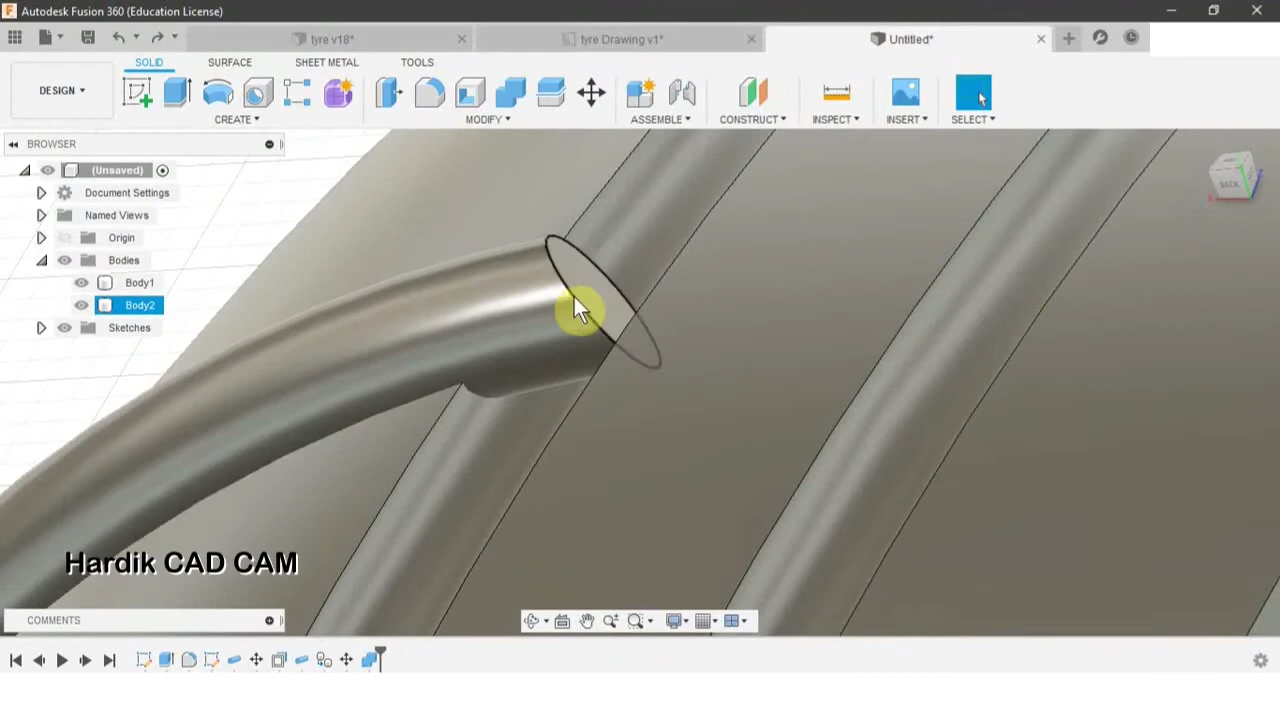 Autodesk Fusion 360 (Education License)
tyre v18*
tyre Drawing v1*
Untitled*
SOLID
SURFACE
SHEET METAL
TOOLS
DESIGN
CREATE
MODIFY
ASSEMBLE
CONSTRUCT
INSPECT
INSERT
SELECT
BROWSER
(Unsaved)
Document Settings
Named Views
Origin
Bodies
Body1
Body2
Sketches
BACK
Hardik CAD CAM
COMMENTS